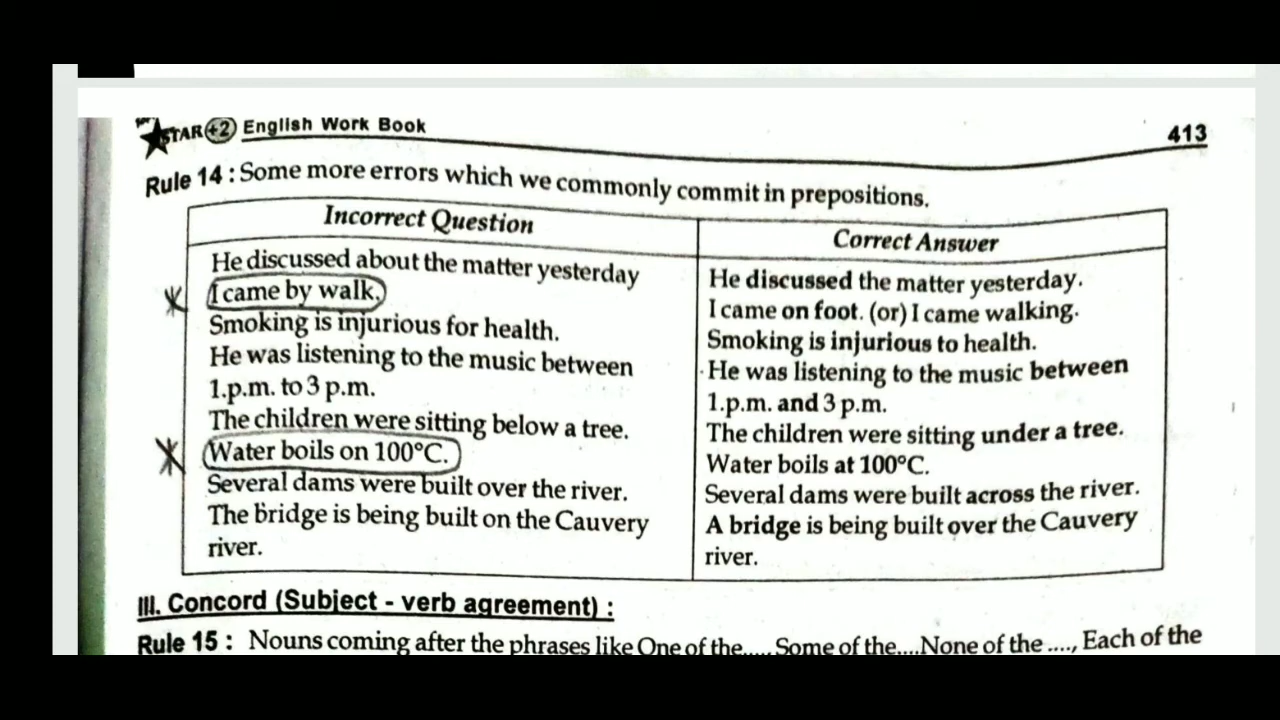 STAR +2 English Work Book
413
Rule 14 : Some more errors which we commonly commit in prepositions.
Incorrect Question
Correct Answer
He discussed about the matter yesterday
I came by walk.
Smoking is injurious for health.
He was listening to the music between
1.p.m. to 3 p.m.
The children were sitting below a tree.
Water boils on 100°C.
Several dams were built over the river.
The bridge is being built on the Cauvery
river.
He discussed the matter yesterday.
I came on foot. (or) I came walking.
Smoking is injurious to health.
He was listening to the music between
1.p.m. and 3 p.m.
The children were sitting under a tree.
Water boils at 100°C.
Several dams were built across the river.
A bridge is being built over the Cauvery
river.
III. Concord (Subject - verb agreement) :
Rule 15 : Nouns coming after the phrases like One of the....., Some of the....None of the ...., Each of the